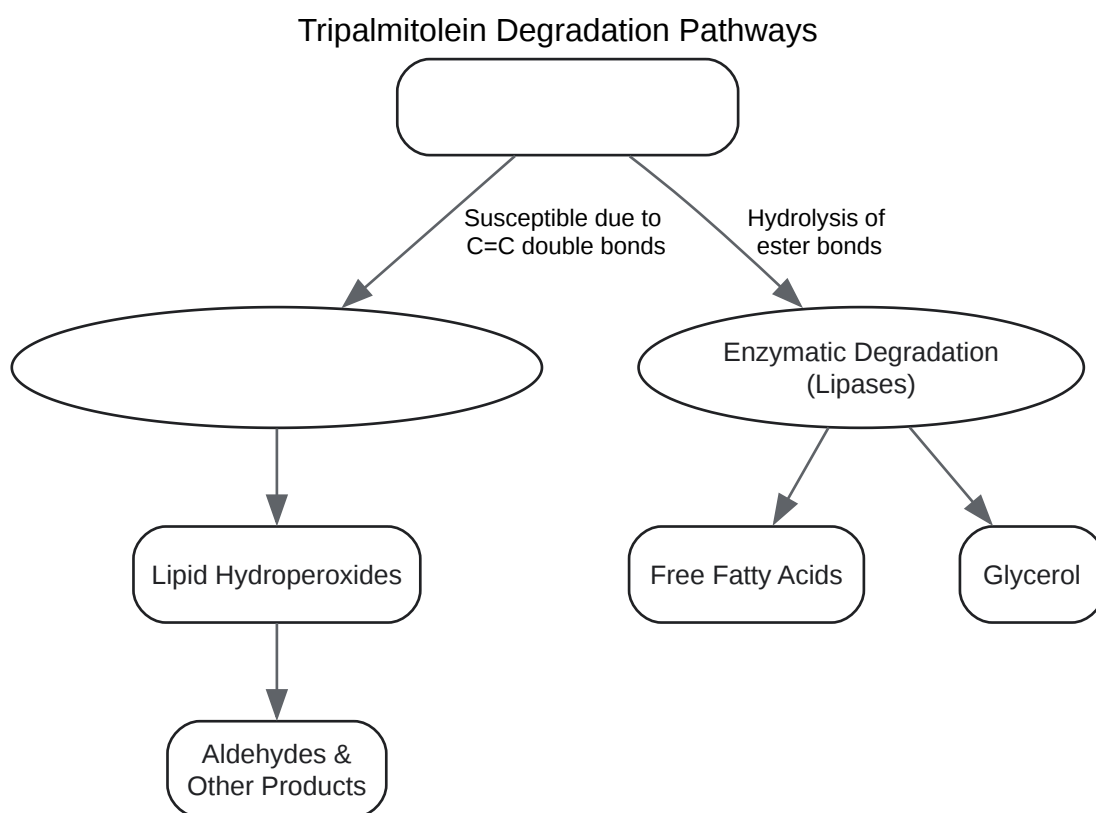 Tripalmitolein Degradation Pathways
Susceptible due to
C=C double bonds
Hydrolysis of
ester bonds
Enzymatic Degradation
(Lipases)
Lipid Hydroperoxides
Free Fatty Acids
Glycerol
Aldehydes &
Other Products